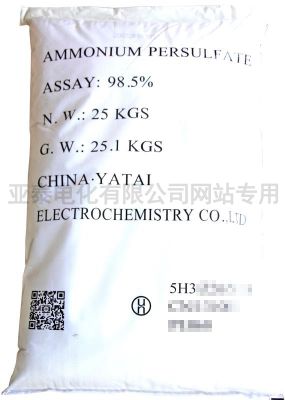 AMMONIUM PERSULFATE
ASSAY: 98.5%
N. W.: 25 KGS
G. W.: 25.1 KGS
CHINA·YATAI
亚泰电化有限公司网站专用
ELECTROCHEMISTRY CO.,LTD
5H3